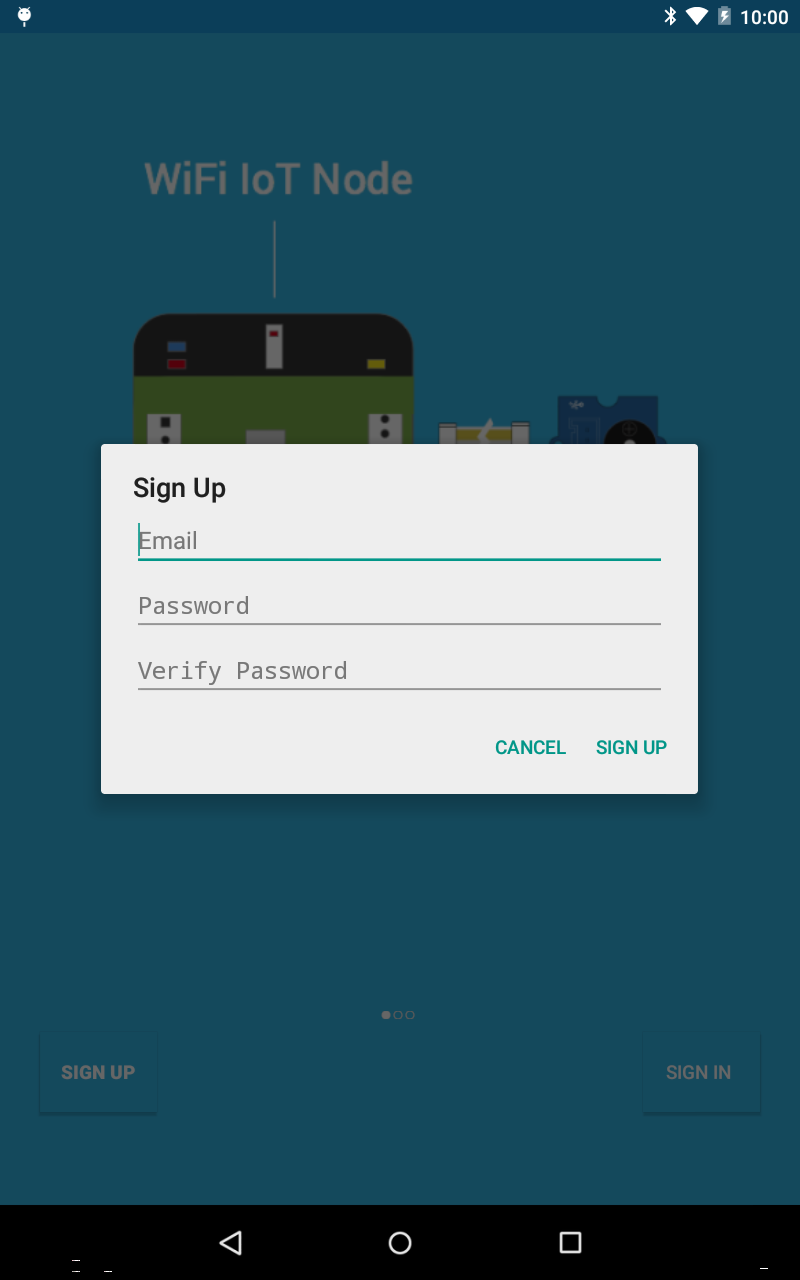 10:00
WiFi IoT Node
Sign Up
Email
Password
Verify Password
CANCEL SIGN UP
SIGN UP SIGN IN